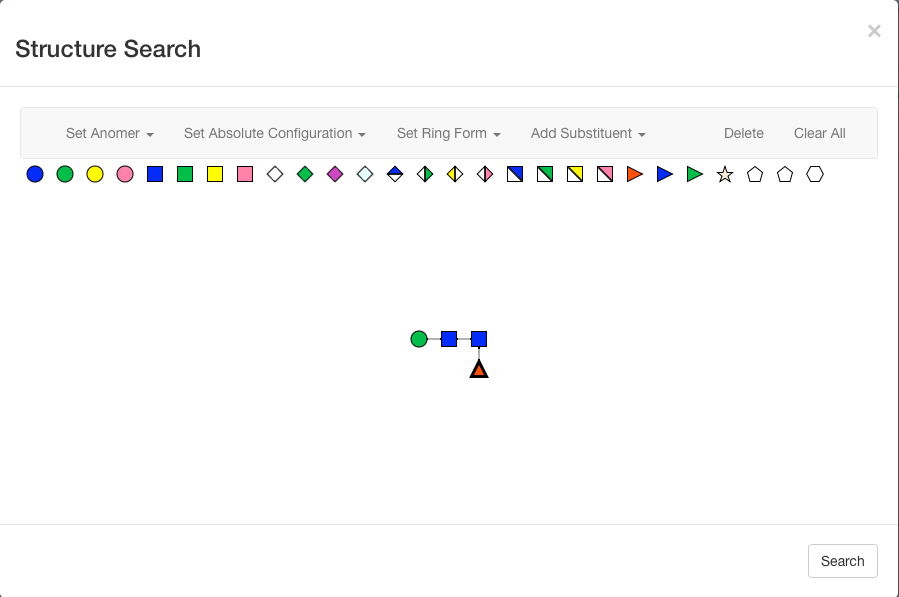 ×
Structure Search
Set Anomer Set Absolute Configuration Set Ring Form Add Substituent Delete Clear All
Search